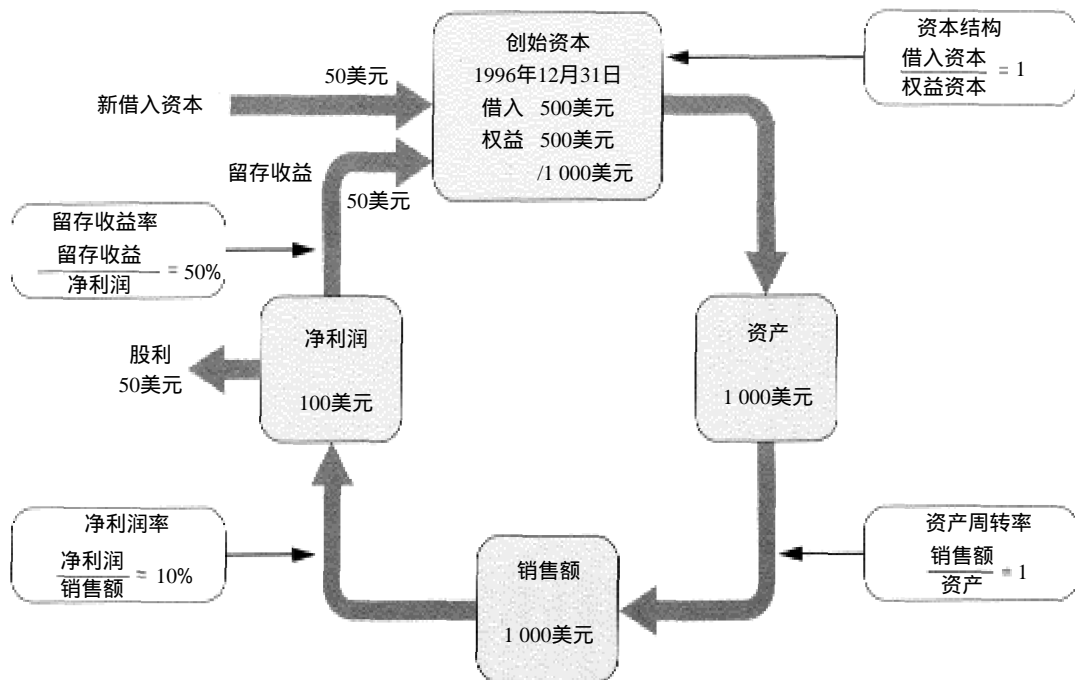 创始资本
1996年12月31日
借入 500美元
权益 500美元
/1 000美元
资本结构
借入资本
权益资本
= 1
50美元
新借入资本
留存收益
50美元
留存收益率
留存收益
净利润
= 50%
净利润
100美元
股利
50美元
资产
1 000美元
净利润率
净利润
销售额
= 10%
销售额
1 000美元
资产周转率
销售额
资产
= 1